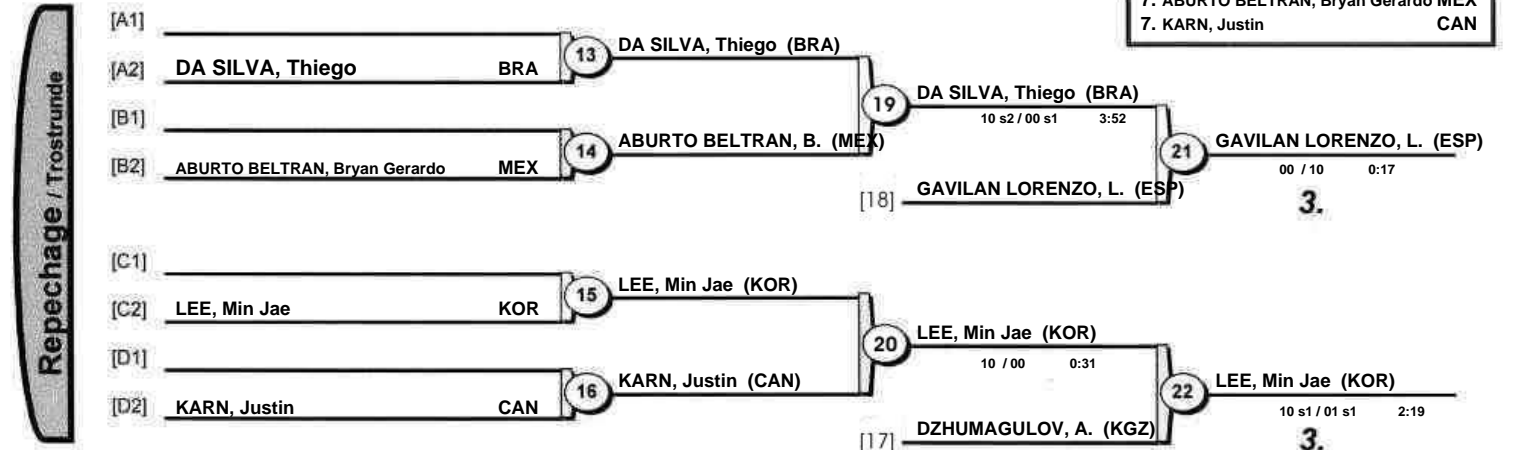 7. ABURTO BELTRAN, Bryan Gerardo MEX
7. KARN, Justin CAN
Repechage / Trostrunde
[A1]
[A2] DA SILVA, Thiego BRA
13
DA SILVA, Thiego (BRA)
[B1]
[B2] ABURTO BELTRAN, Bryan Gerardo MEX
14
ABURTO BELTRAN, B. (MEX)
19
DA SILVA, Thiego (BRA)
10 s2 / 00 s1 3:52
[18] GAVILAN LORENZO, L. (ESP)
21
GAVILAN LORENZO, L. (ESP)
00 / 10 0:17
3.
[C1]
[C2] LEE, Min Jae KOR
15
LEE, Min Jae (KOR)
[D1]
[D2] KARN, Justin CAN
16
KARN, Justin (CAN)
20
LEE, Min Jae (KOR)
10 / 00 0:31
[17] DZHUMAGULOV, A. (KGZ)
22
LEE, Min Jae (KOR)
10 s1 / 01 s1 2:19
3.